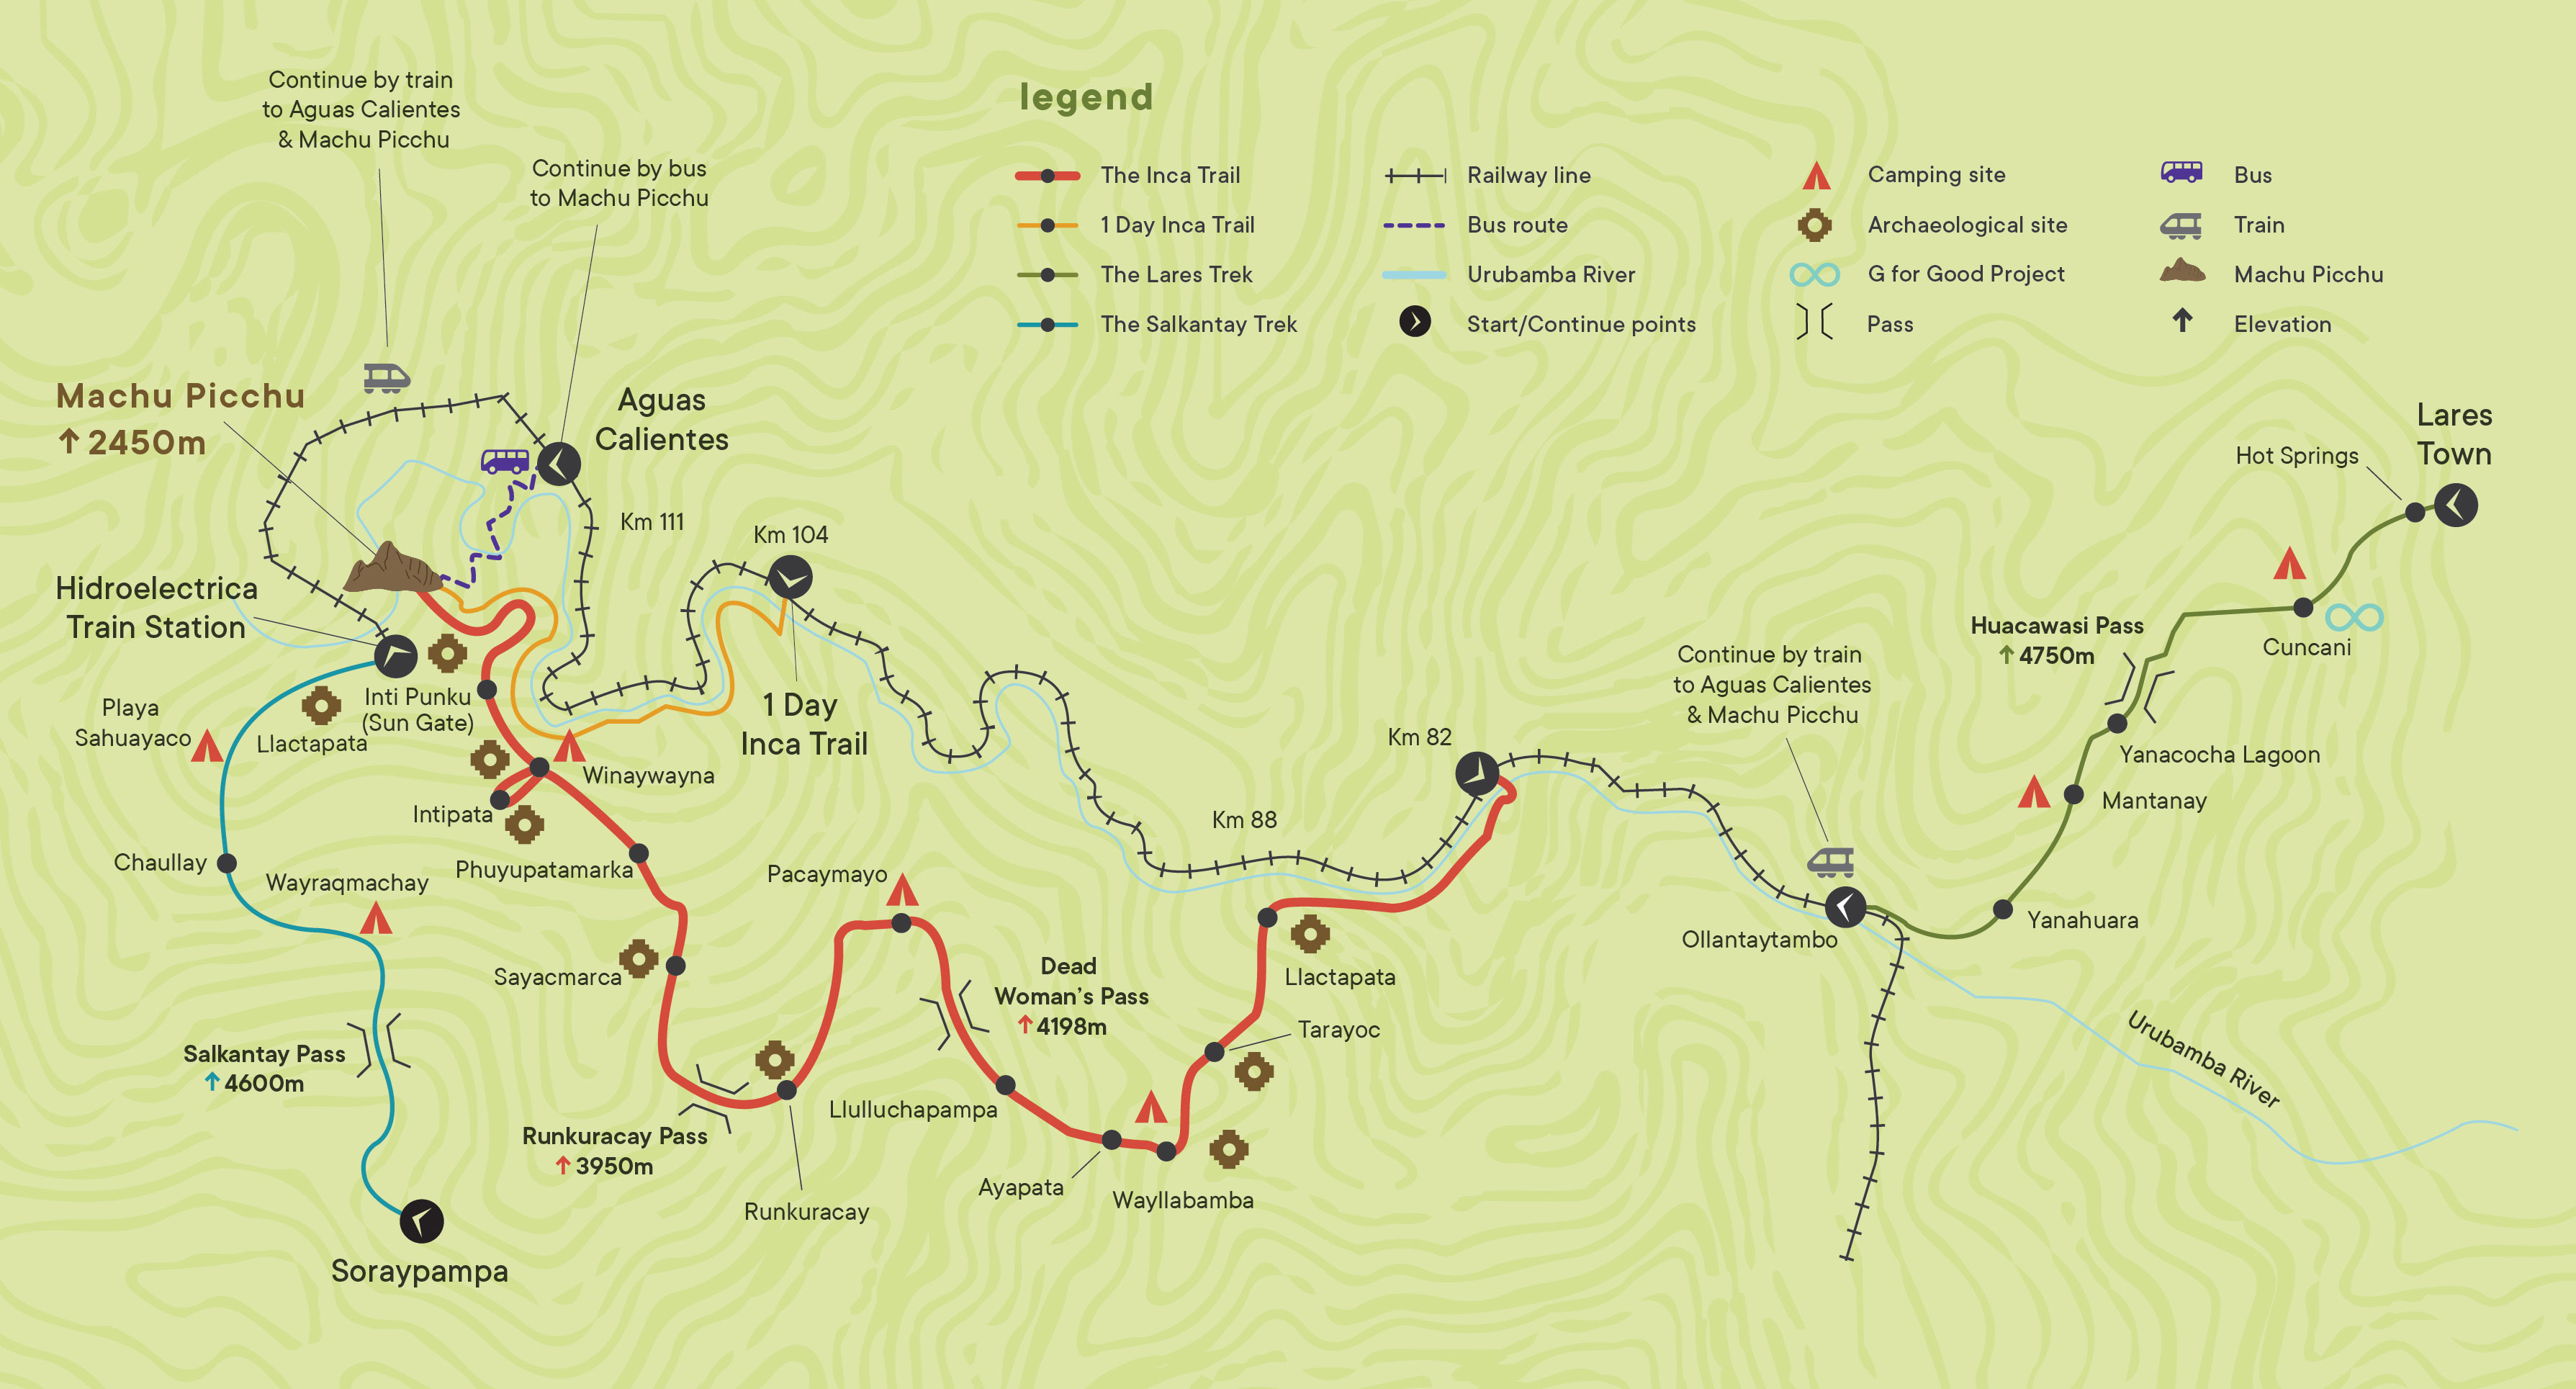 Continue by train
to Aguas Calientes
& Machu Picchu
Continue by bus
to Machu Picchu
legend
The Inca Trail
1 Day Inca Trail
The Lares Trek
The Salkantay Trek
Railway line
Bus route
Urubamba River
Start/Continue points
Camping site
Archaeological site
G for Good Project
Pass
Bus
Train
Machu Picchu
Elevation
Machu Picchu
↑ 2450m
Aguas
Calientes
Km 111
Km 104
Hidroelectrica
Train Station
Inti Punku
(Sun Gate)
Playa
Sahuayaco
Llactapata
1 Day
Inca Trail
Winaywayna
Intipata
Phuyupatamarka
Chaullay
Wayraqmachay
Sayacmarca
Salkantay Pass
↑ 4600m
Soraypampa
Runkuracay Pass
↑ 3950m
Runkuracay
Pacaymayo
Dead
Woman's Pass
↑ 4198m
Llulluchapampa
Ayapata
Wayllabamba
Tarayoc
Llactapata
Km 88
Km 82
Continue by train
to Aguas Calientes
& Machu Picchu
Ollantaytambo
Yanahuara
Mantanay
Yanacocha Lagoon
Huacawasi Pass
↑ 4750m
Cuncani
Hot Springs
Lares
Town
Urubamba River